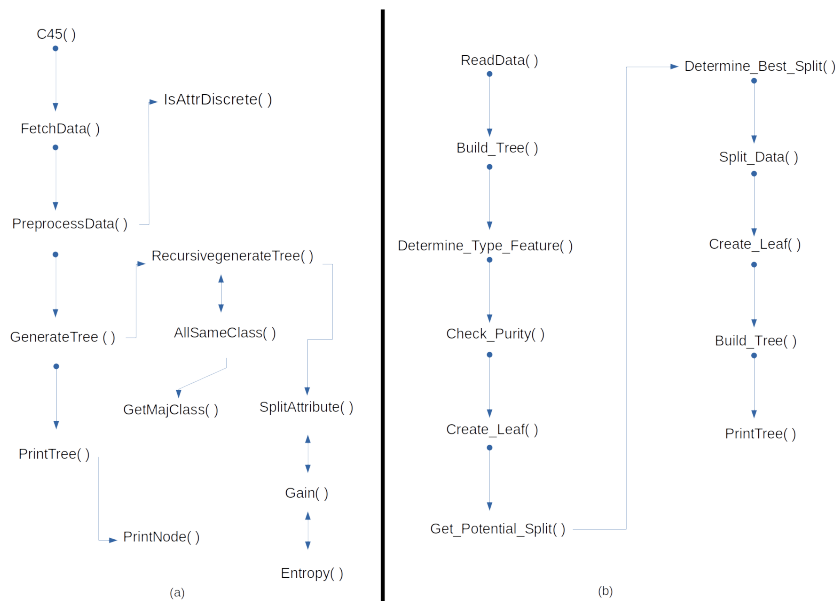 C45( )
FetchData( )
IsAttrDiscrete( )
PreprocessData( )
RecursivegenerateTree( )
GenerateTree ( )
AllSameClass( )
GetMajClass( )
SplitAttribute( )
PrintTree( )
Gain( )
PrintNode( )
Entropy( )
(a)
ReadData( )
Build_Tree( )
Determine_Type_Feature( )
Check_Purity( )
Create_Leaf( )
Get_Potential_Split( )
Determine_Best_Split( )
Split_Data( )
Create_Leaf( )
Build_Tree( )
PrintTree( )
(b)